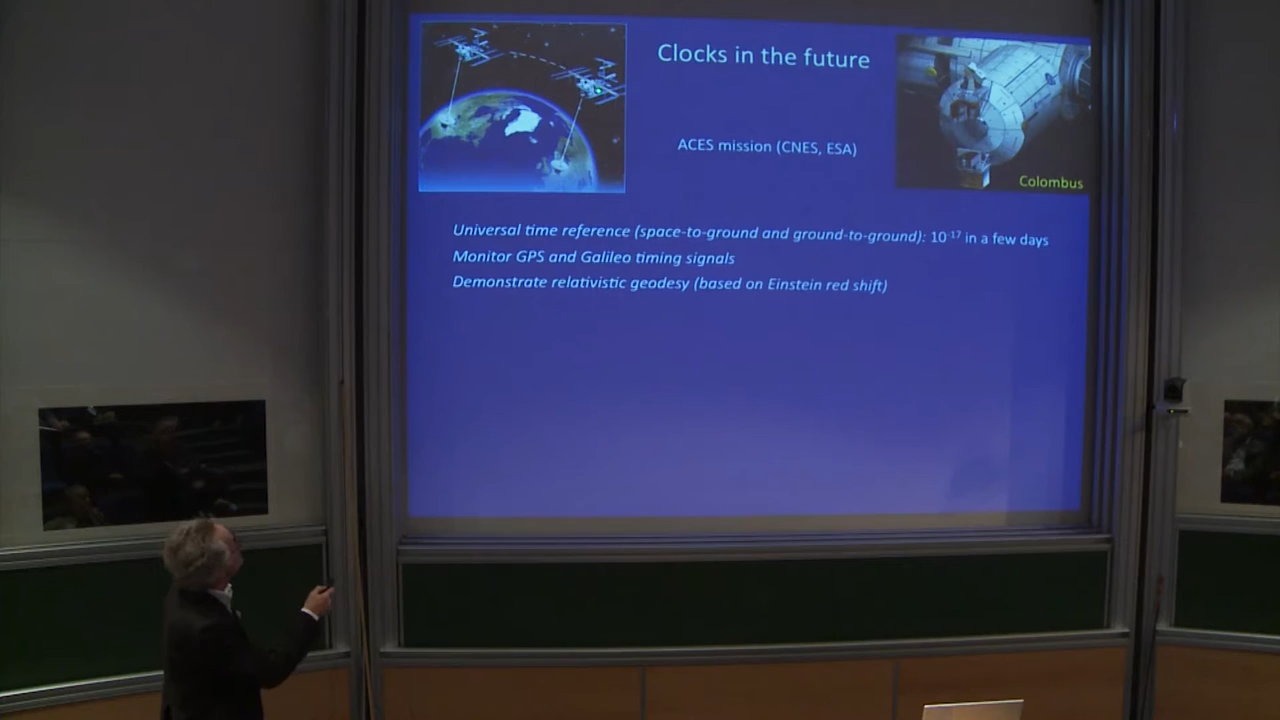 Clocks in the future
ACES mission (CNES, ESA)
Colombus
Universal time reference (space-to-ground and ground-to-ground): 10⁻¹⁷ in a few days
Monitor GPS and Galileo timing signals
Demonstrate relativistic geodesy (based on Einstein red shift)